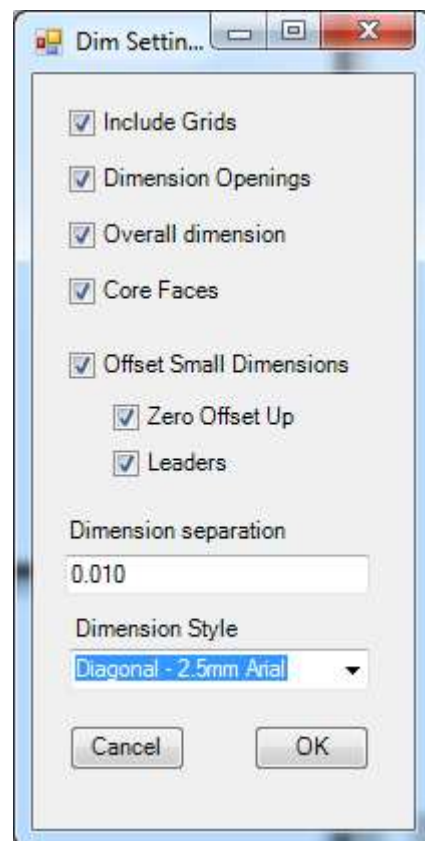 Dim Settin...
Include Grids
Dimension Openings
Overall dimension
Core Faces
Offset Small Dimensions
Zero Offset Up
Leaders
Dimension separation
0.010
Dimension Style
Diagonal - 2.5mm Arial
Cancel OK